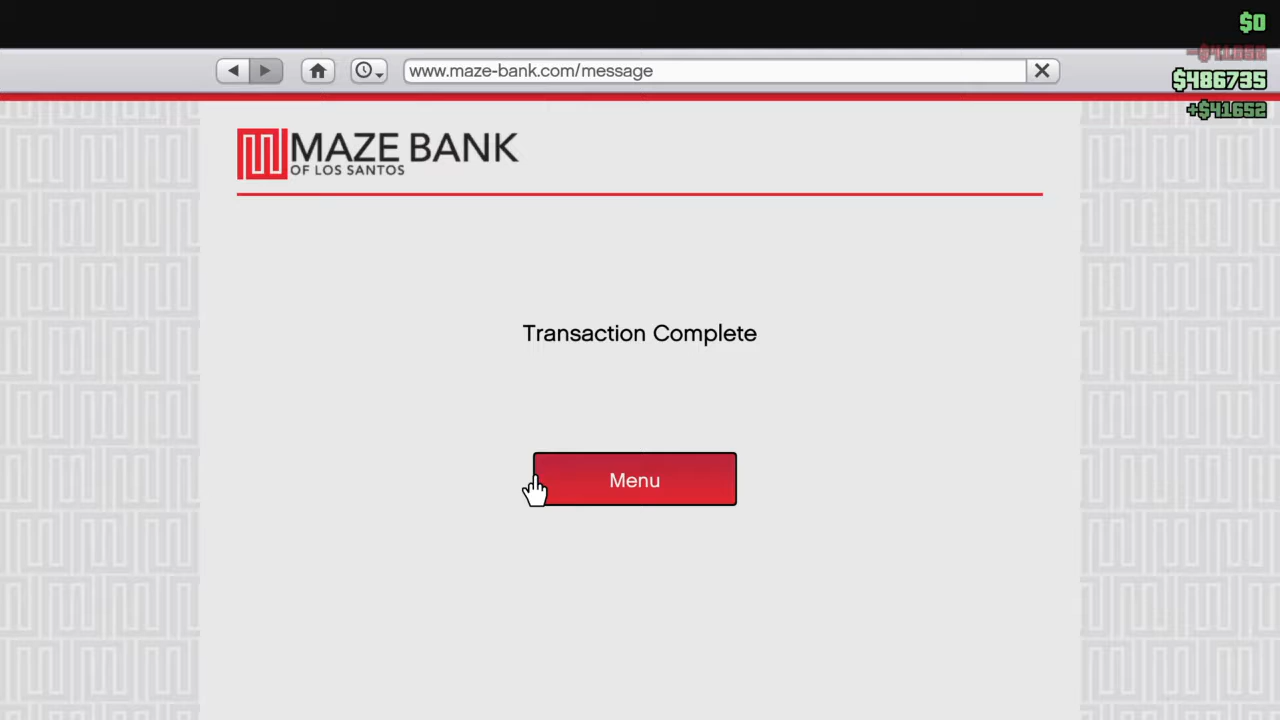 $0
www.maze-bank.com/message
$486735
+$41652
MAZE BANK
OF LOS SANTOS
Transaction Complete
Menu